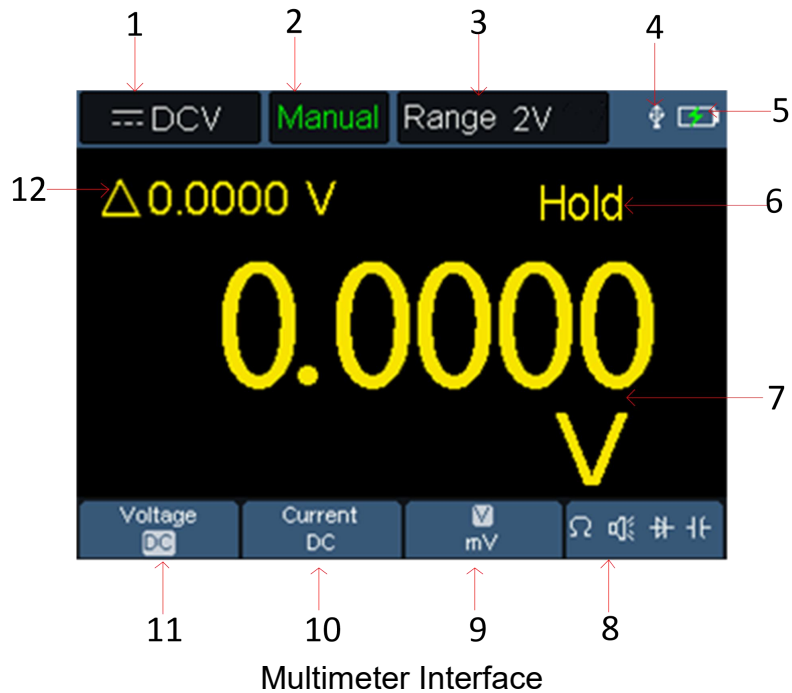 1 2 3 4
DCV Manual Range 2V
5
12
△0.0000 V Hold
6
0.0000
7
V
Voltage Current V
DC DC mV Ω
11 10 9 8
Multimeter Interface